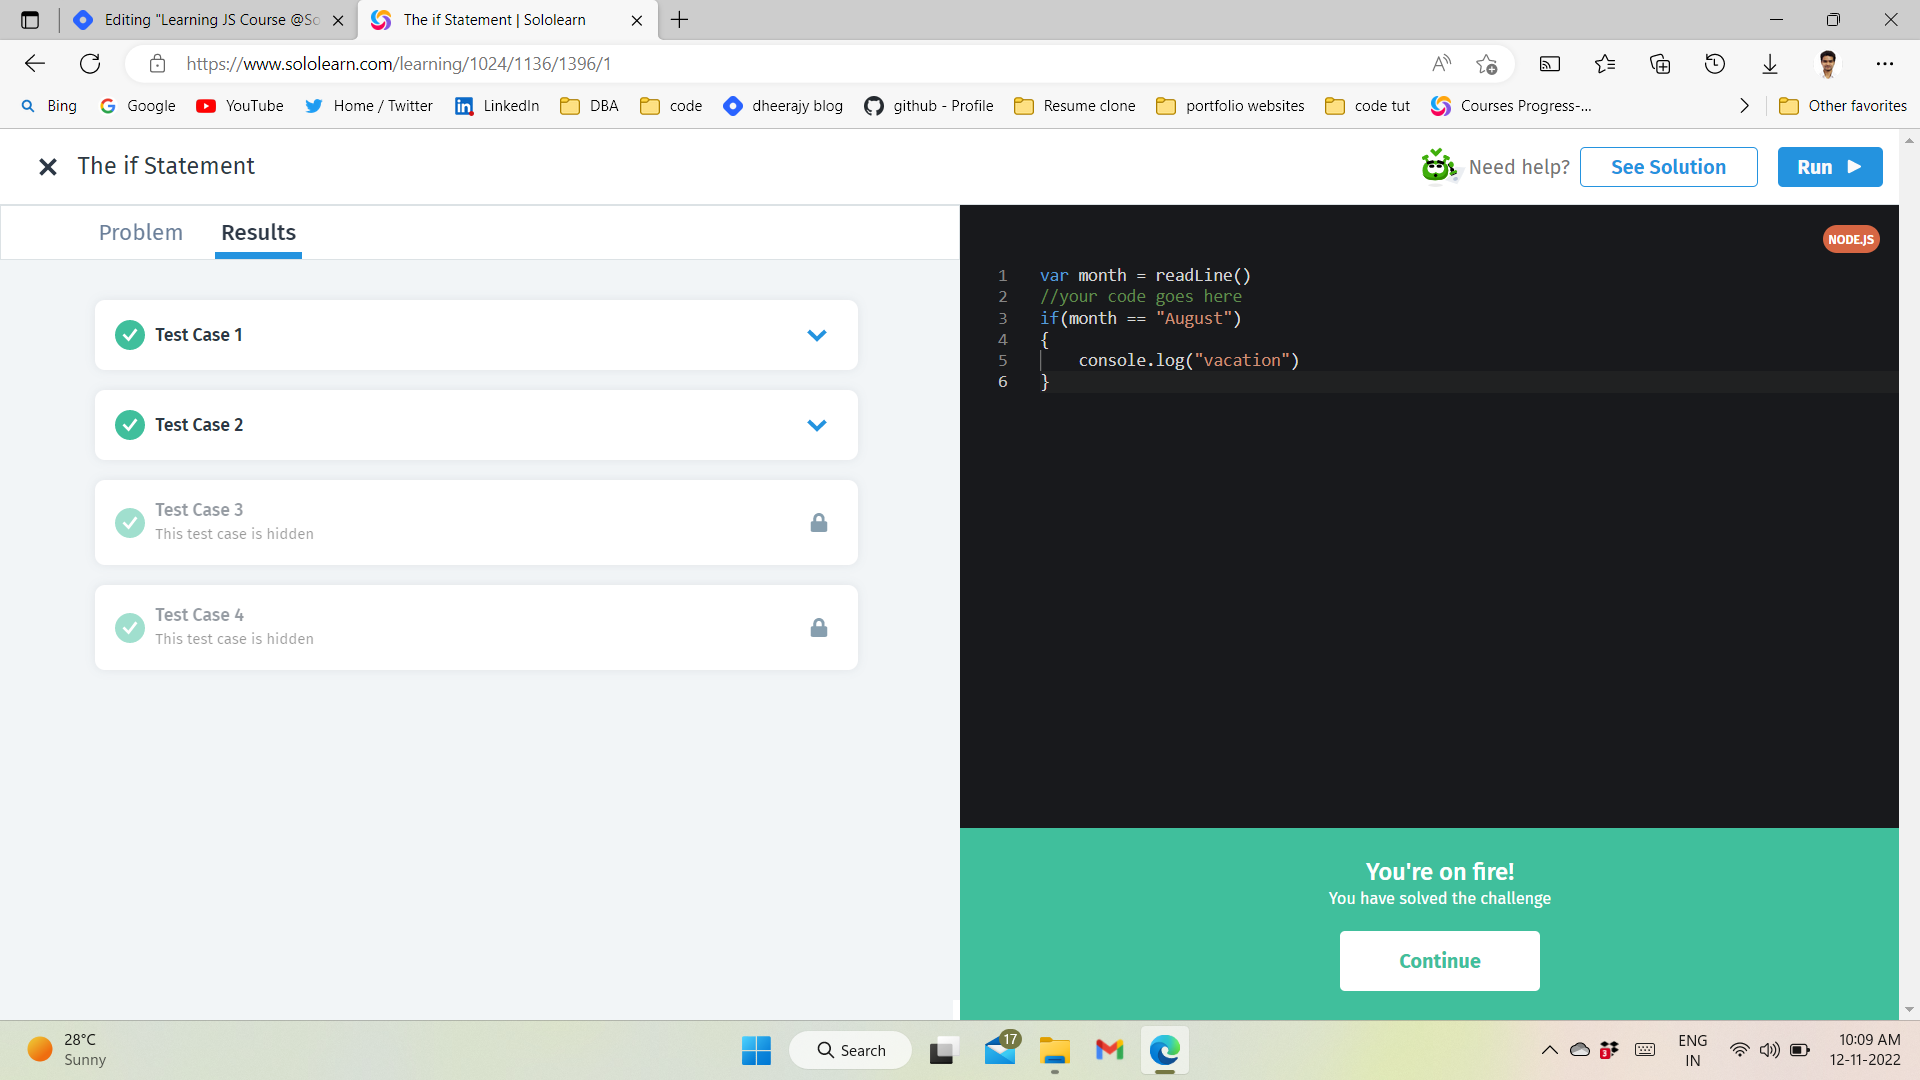 Editing "Learning JS Course @So
The if Statement | Sololearn
https://www.sololearn.com/learning/1024/1136/1396/1
Bing
Google
YouTube
Home / Twitter
LinkedIn
DBA
code
dheerajy blog
github - Profile
Resume clone
portfolio websites
code tut
Courses Progress-...
Other favorites
The if Statement
Need help?
See Solution
Run
Problem
Results
Test Case 1
Test Case 2
Test Case 3
This test case is hidden
Test Case 4
This test case is hidden
NODE.JS
1 var month = readLine()
2 //your code goes here
3 if(month == "August")
4 {
5 console.log("vacation")
6 }
You're on fire!
You have solved the challenge
Continue
28°C
Sunny
Search
17
3
ENG
IN
10:09 AM
12-11-2022